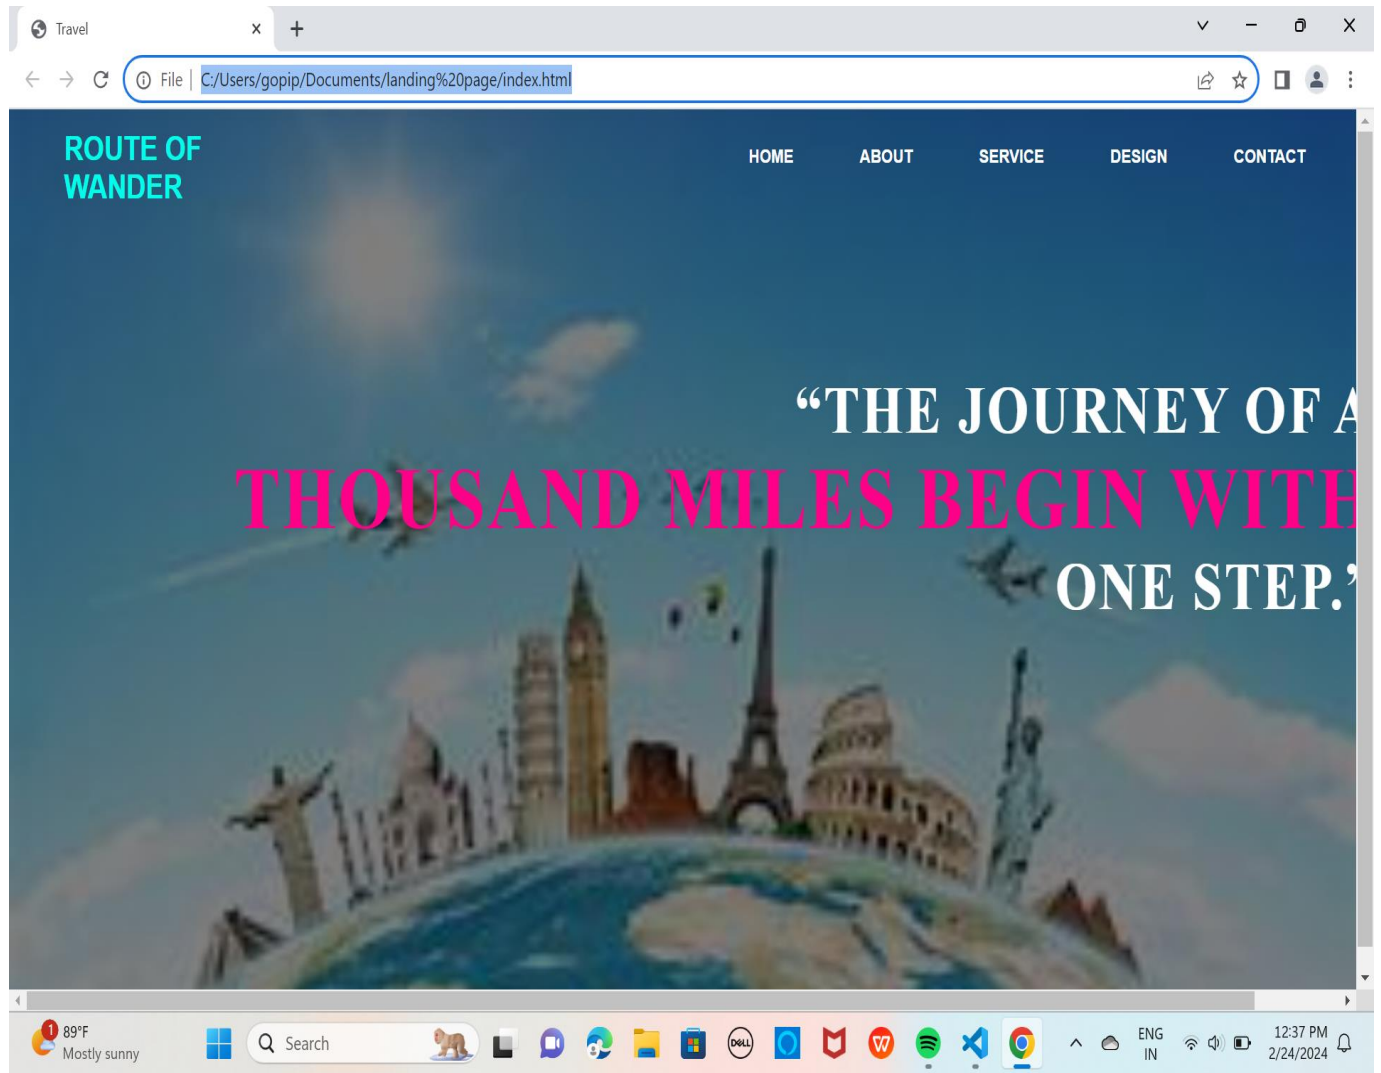 Travel
File
C:/Users/gopip/Documents/landing%20page/index.html
ROUTE OF
WANDER
HOME ABOUT SERVICE DESIGN CONTACT
“THE JOURNEY OF A
THOUSAND MILES BEGIN WITH
ONE STEP.”
1
89°F
Mostly sunny
Search
DELL
ENG
IN
12:37 PM
2/24/2024